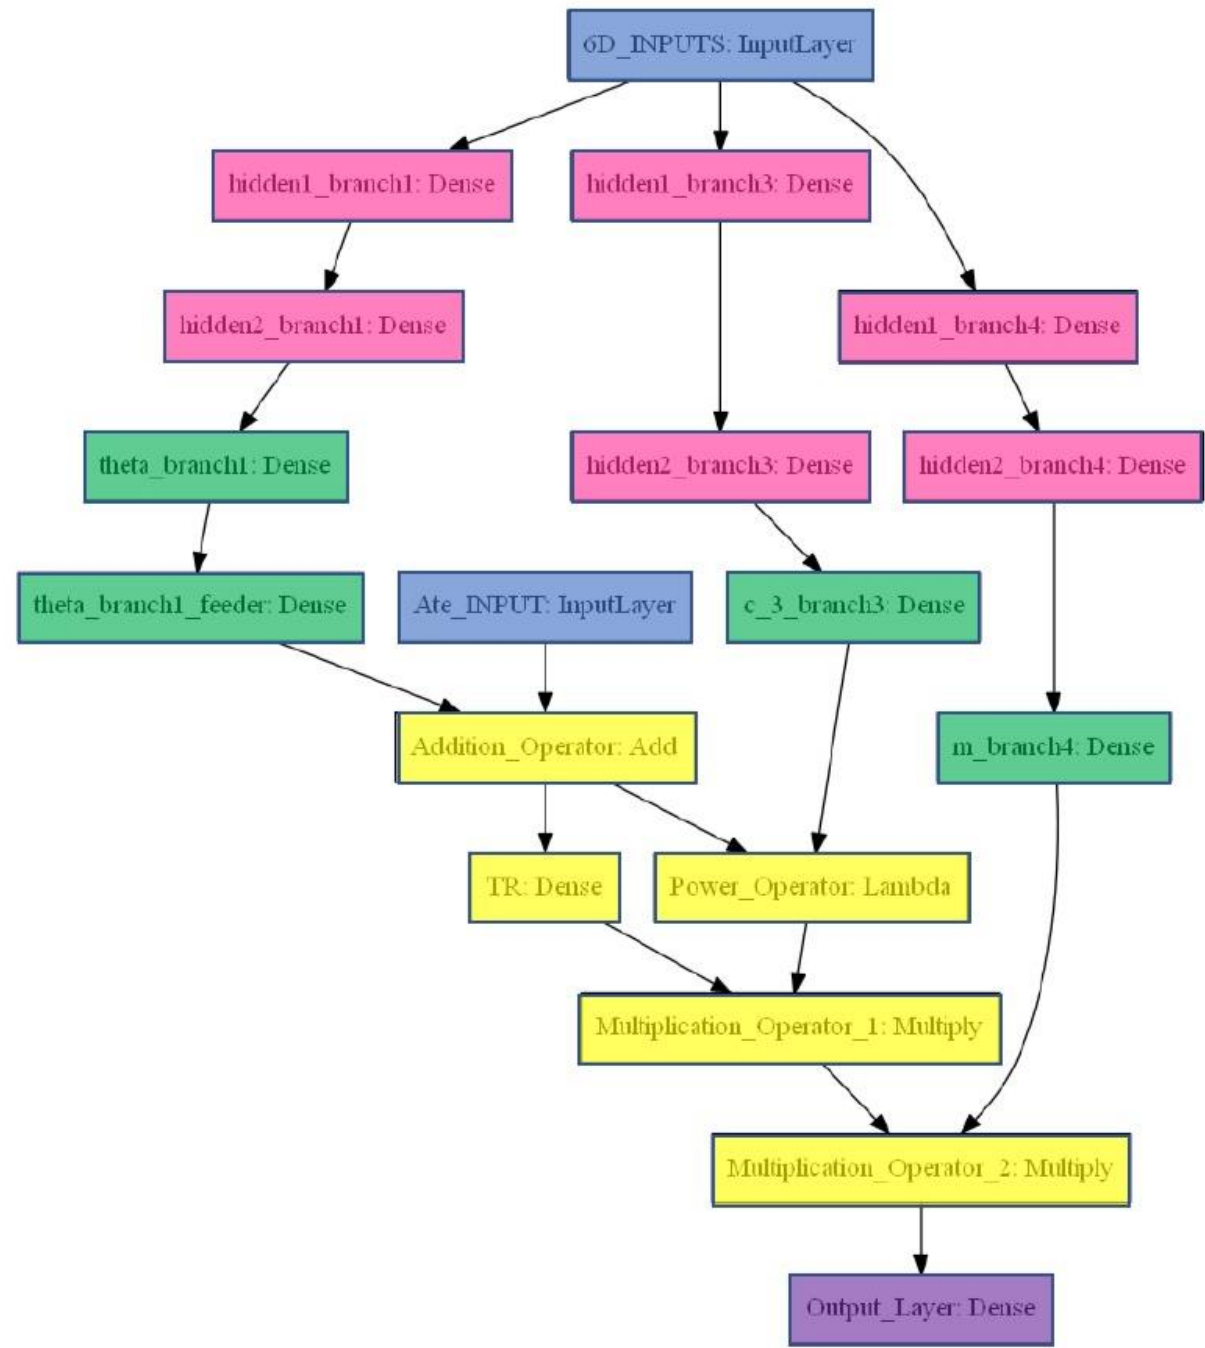 6D_INPUTS: InputLayer
hidden1_branch1: Dense
hidden1_branch3: Dense
hidden2_branch1: Dense
hidden1_branch4: Dense
theta_branch1: Dense
hidden2_branch3: Dense
hidden2_branch4: Dense
theta_branch1_feeder: Dense
Ate_INPUT: InputLayer
c_3_branch3: Dense
Addition_Operator: Add
m_branch4: Dense
TR: Dense
Power_Operator: Lambda
Multiplication_Operator_1: Multiply
Multiplication_Operator_2: Multiply
Output_Layer: Dense